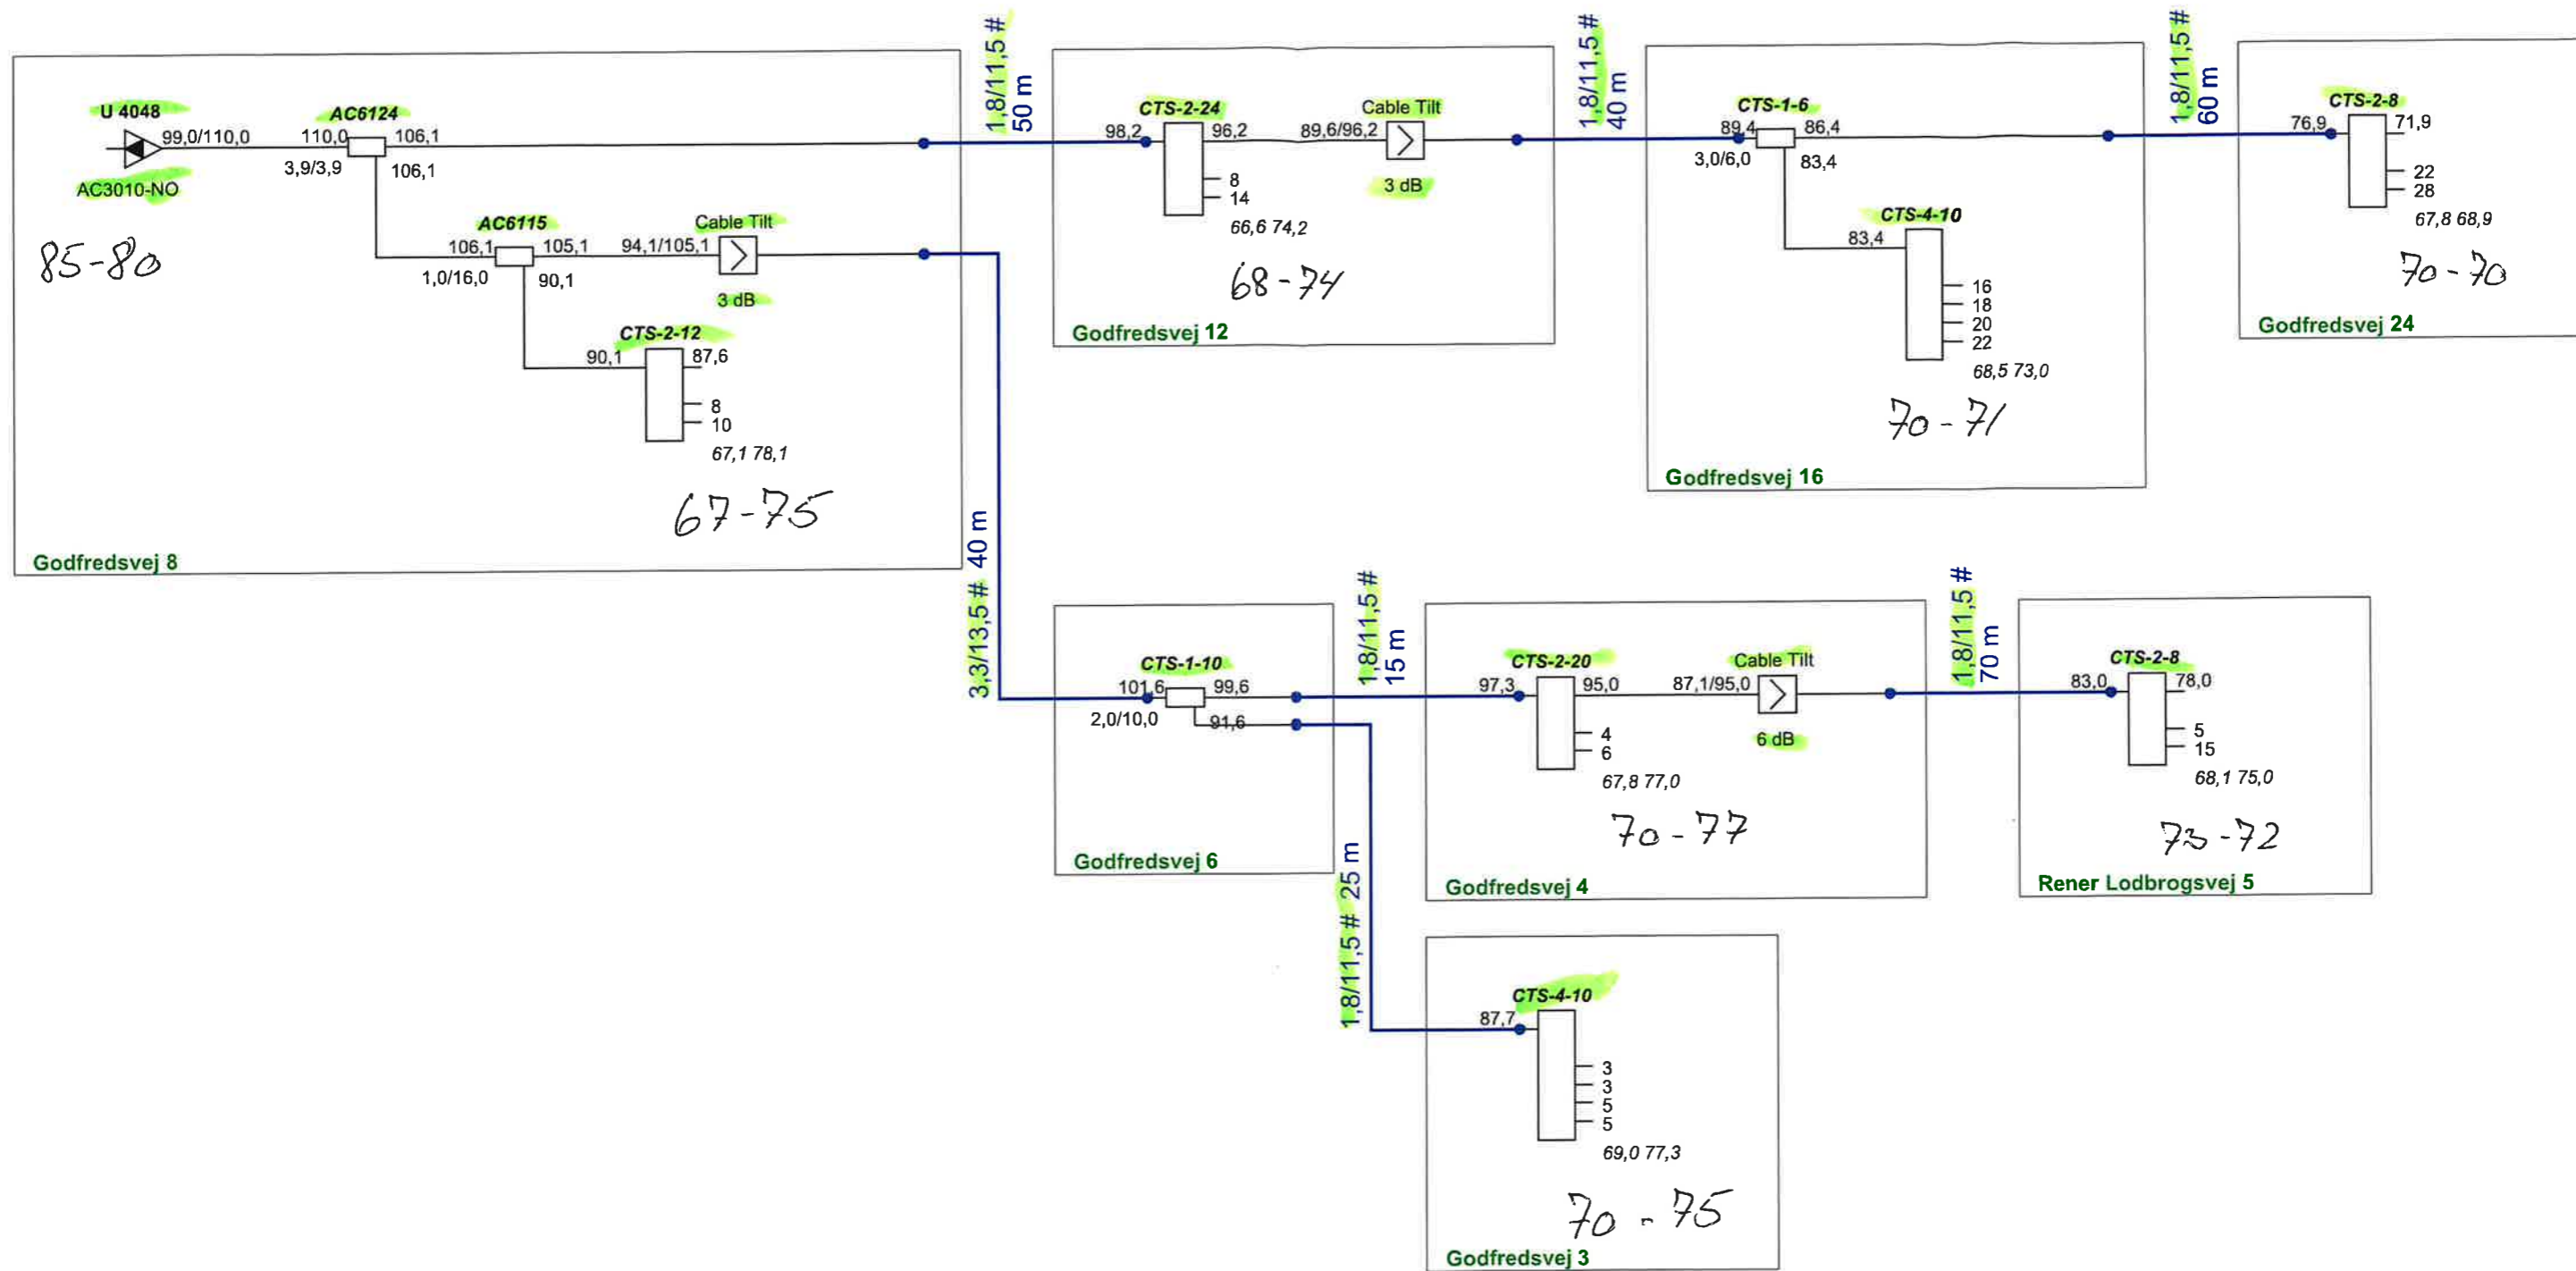 U 4048
99,0/110,0
AC3010-NO
85-80
AC6124
110,0
106,1
3,9/3,9
106,1
AC6115
106,1
105,1
1,0/16,0
90,1
94,1/105,1
Cable Tilt
3 dB
CTS-2-12
90,1
87,6
8
10
67,1 78,1
67-75
Godfredsvej 8
1,8/11,5 #
50 m
CTS-2-24
98,2
96,2
8
14
66,6 74,2
68-74
89,6/96,2
Cable Tilt
3 dB
Godfredsvej 12
1,8/11,5 #
40 m
CTS-1-6
89,4
86,4
3,0/6,0
83,4
CTS-4-10
83,4
16
18
20
22
68,5 73,0
70-71
Godfredsvej 16
1,8/11,5 #
60 m
CTS-2-8
76,9
71,9
22
28
67,8 68,9
70-70
Godfredsvej 24
3,3/13,5 # 40 m
CTS-1-10
101,6
99,6
2,0/10,0
91,6
Godfredsvej 6
1,8/11,5 #
15 m
CTS-2-20
97,3
95,0
4
6
67,8 77,0
70-77
87,1/95,0
Cable Tilt
6 dB
Godfredsvej 4
1,8/11,5 #
70 m
CTS-2-8
83,0
78,0
5
15
68,1 75,0
73-72
Rener Lodbrogsvej 5
1,8/11,5 # 25 m
CTS-4-10
87,7
3
3
5
5
69,0 77,3
70-75
Godfredsvej 3